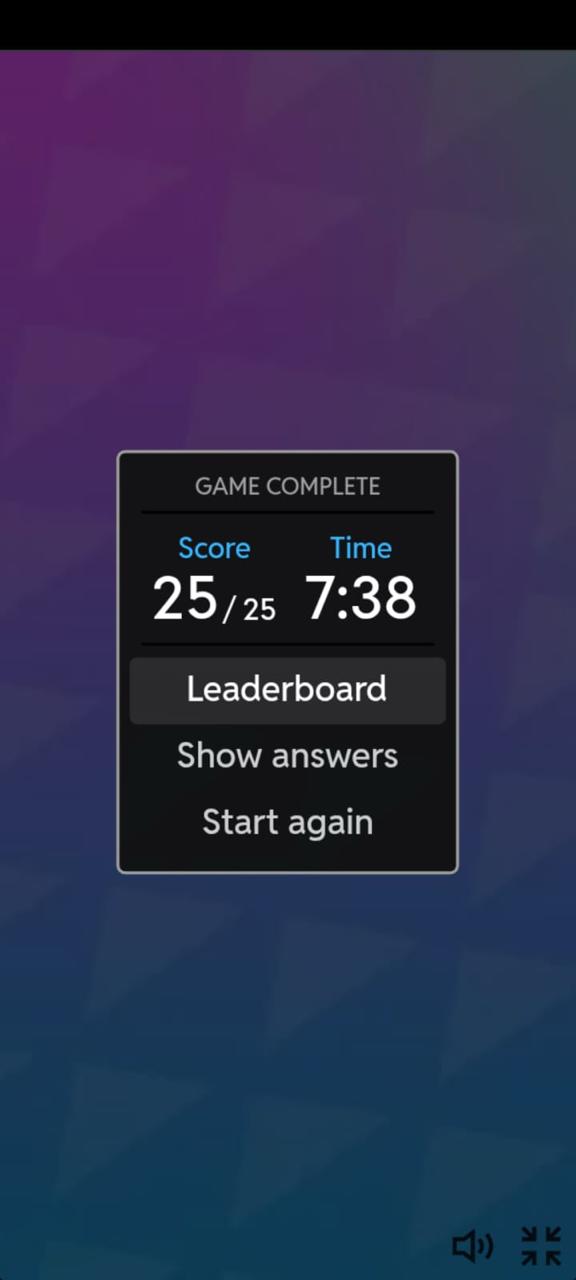 GAME COMPLETE
Score Time
25/25 7:38
Leaderboard
Show answers
Start again